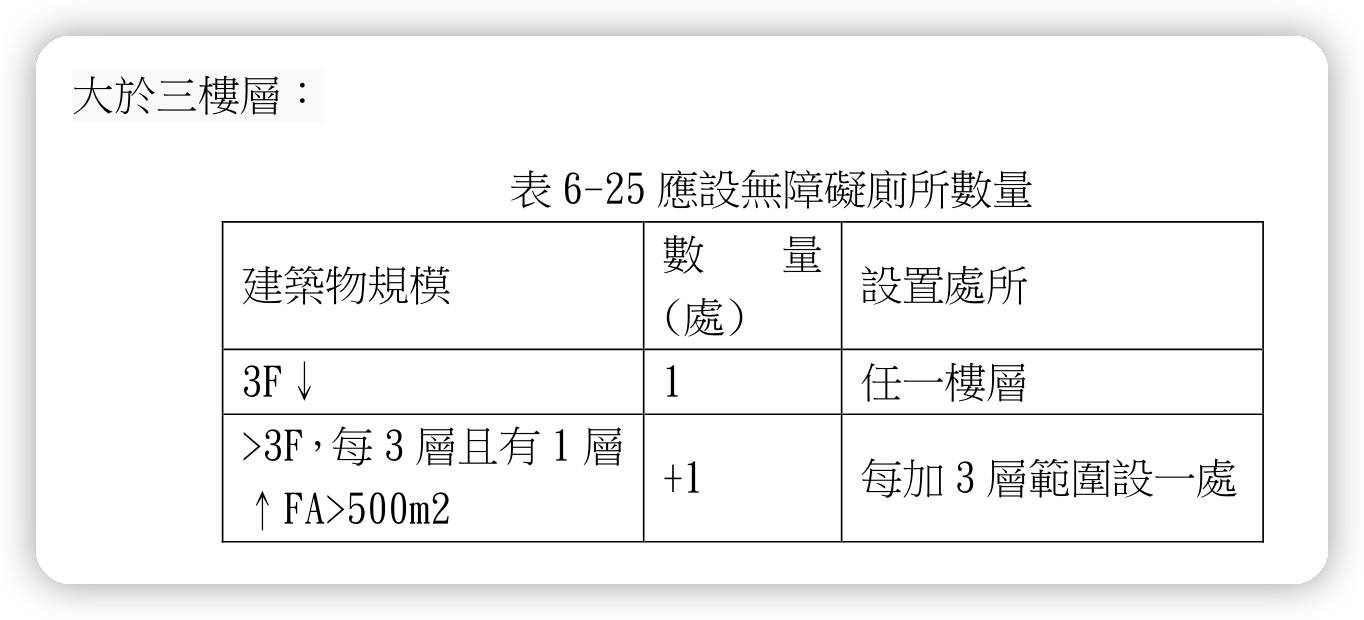 大於三樓層：
表 6-25 應設無障礙廁所數量
建築物規模
數 量
(處)
設置處所
3F↓
1
任一樓層
>3F，每 3 層且有 1 層
↑FA>500m2
+1
每加 3 層範圍設一處